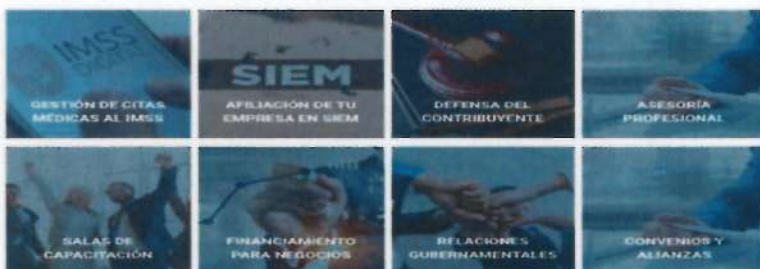 IMSS
DIGITAL
GESTIÓN DE CITAS
MÉDICAS AL IMSS
SIEM
AFILIACIÓN DE TU
EMPRESA EN SIEM
DEFENSA DEL
CONTRIBUYENTE
ASESORÍA
PROFESIONAL
SALAS DE
CAPACITACIÓN
FINANCIAMIENTO
PARA NEGOCIOS
RELACIONES
GUBERNAMENTALES
CONVENIOS Y
ALIANZAS